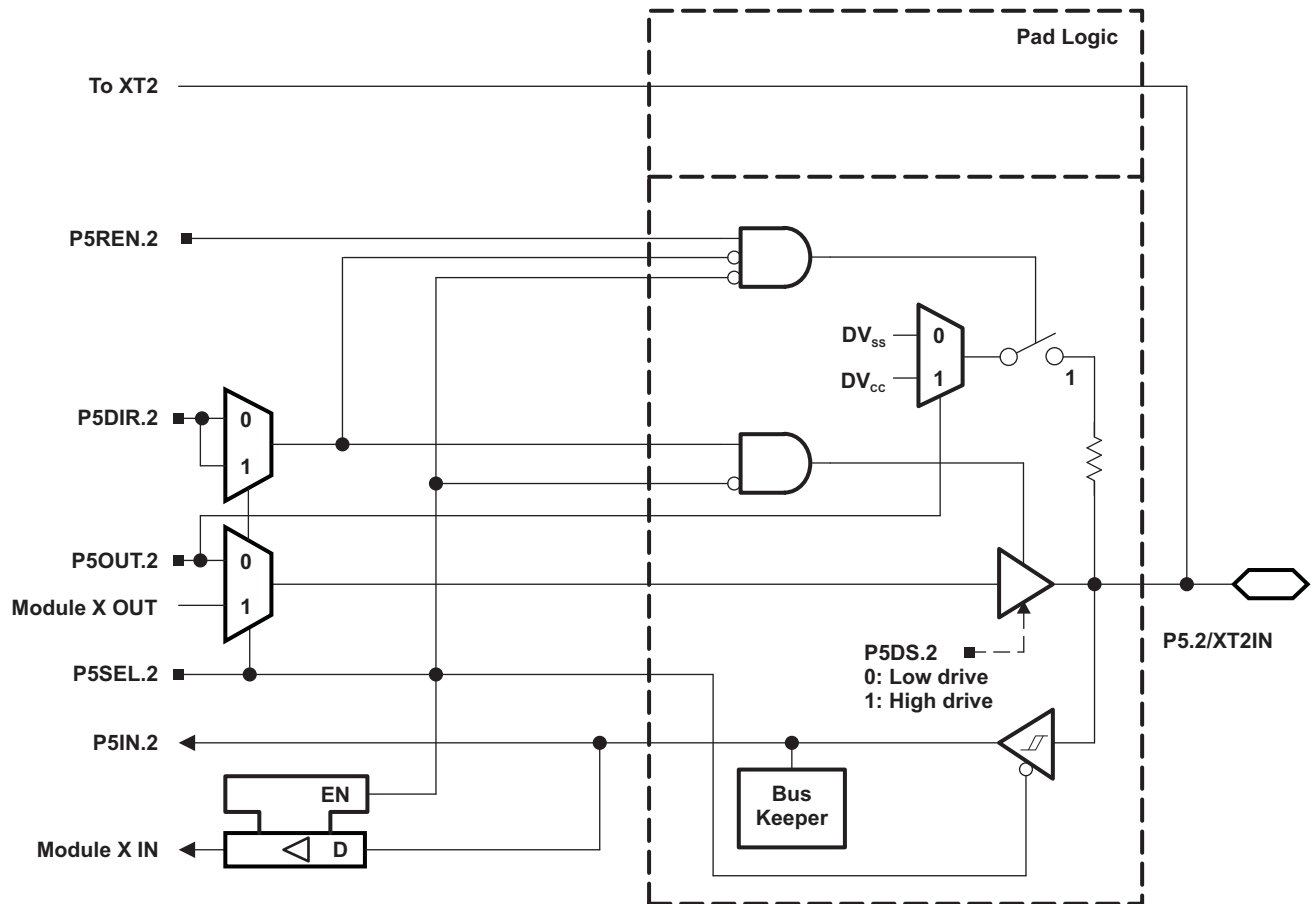 Pad Logic
To XT2
P5REN.2
DVSS
0
DVCC
1
1
P5DIR.2
0
1
P5OUT.2
0
Module X OUT
1
P5DS.2
0: Low drive
1: High drive
P5.2/XT2IN
P5SEL.2
P5IN.2
EN
Bus
Keeper
Module X IN
D